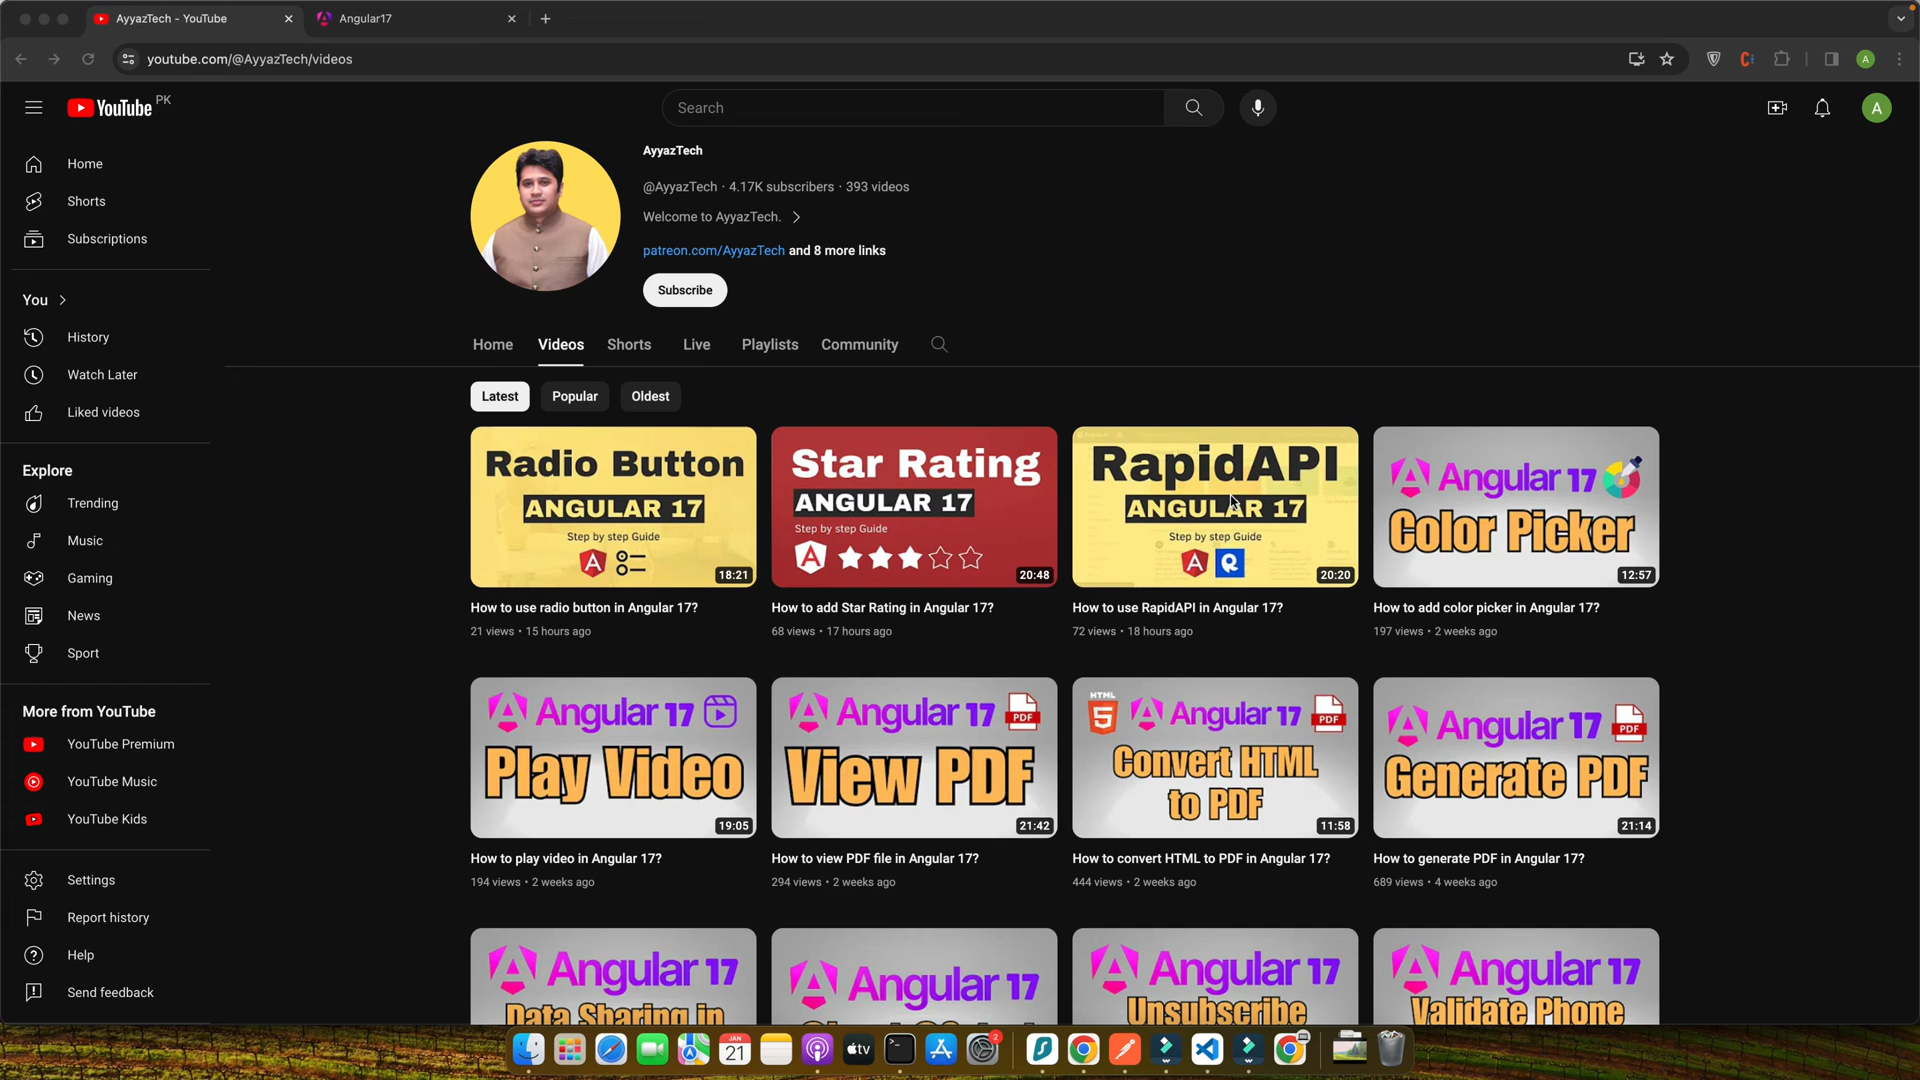 AyyazTech - YouTube
Angular17
youtube.com/@AyyazTech/videos
A
YouTube PK
Search
A
Home
Shorts
Subscriptions
You
History
Watch Later
Liked videos
Explore
Trending
Music
Gaming
News
Sport
More from YouTube
YouTube Premium
YouTube Music
YouTube Kids
Settings
Report history
Help
Send feedback
AyyazTech
@AyyazTech · 4.17K subscribers · 393 videos
Welcome to AyyazTech.
patreon.com/AyyazTech and 8 more links
Subscribe
Home Videos Shorts Live Playlists Community
Latest Popular Oldest
Radio Button
ANGULAR 17
Step by step Guide
A
18:21
How to use radio button in Angular 17?
21 views • 15 hours ago
Star Rating
ANGULAR 17
Step by step Guide
A
20:48
How to add Star Rating in Angular 17?
68 views • 17 hours ago
RapidAPI
ANGULAR 17
Step by step Guide
A
20:20
How to use RapidAPI in Angular 17?
72 views • 18 hours ago
Angular 17
Color Picker
12:57
How to add color picker in Angular 17?
197 views • 2 weeks ago
Angular 17
Play Video
19:05
How to play video in Angular 17?
194 views • 2 weeks ago
Angular 17
PDF
View PDF
21:42
How to view PDF file in Angular 17?
294 views • 2 weeks ago
HTML
5
Angular 17
PDF
Convert HTML
to PDF
11:58
How to convert HTML to PDF in Angular 17?
444 views • 2 weeks ago
Angular 17
PDF
Generate PDF
21:14
How to generate PDF in Angular 17?
689 views • 4 weeks ago
Angular 17
Data Sharing in
Angular 17
Angular 17
Unsubscribe
Angular 17
Validate Phone
JAN
21
tv
2